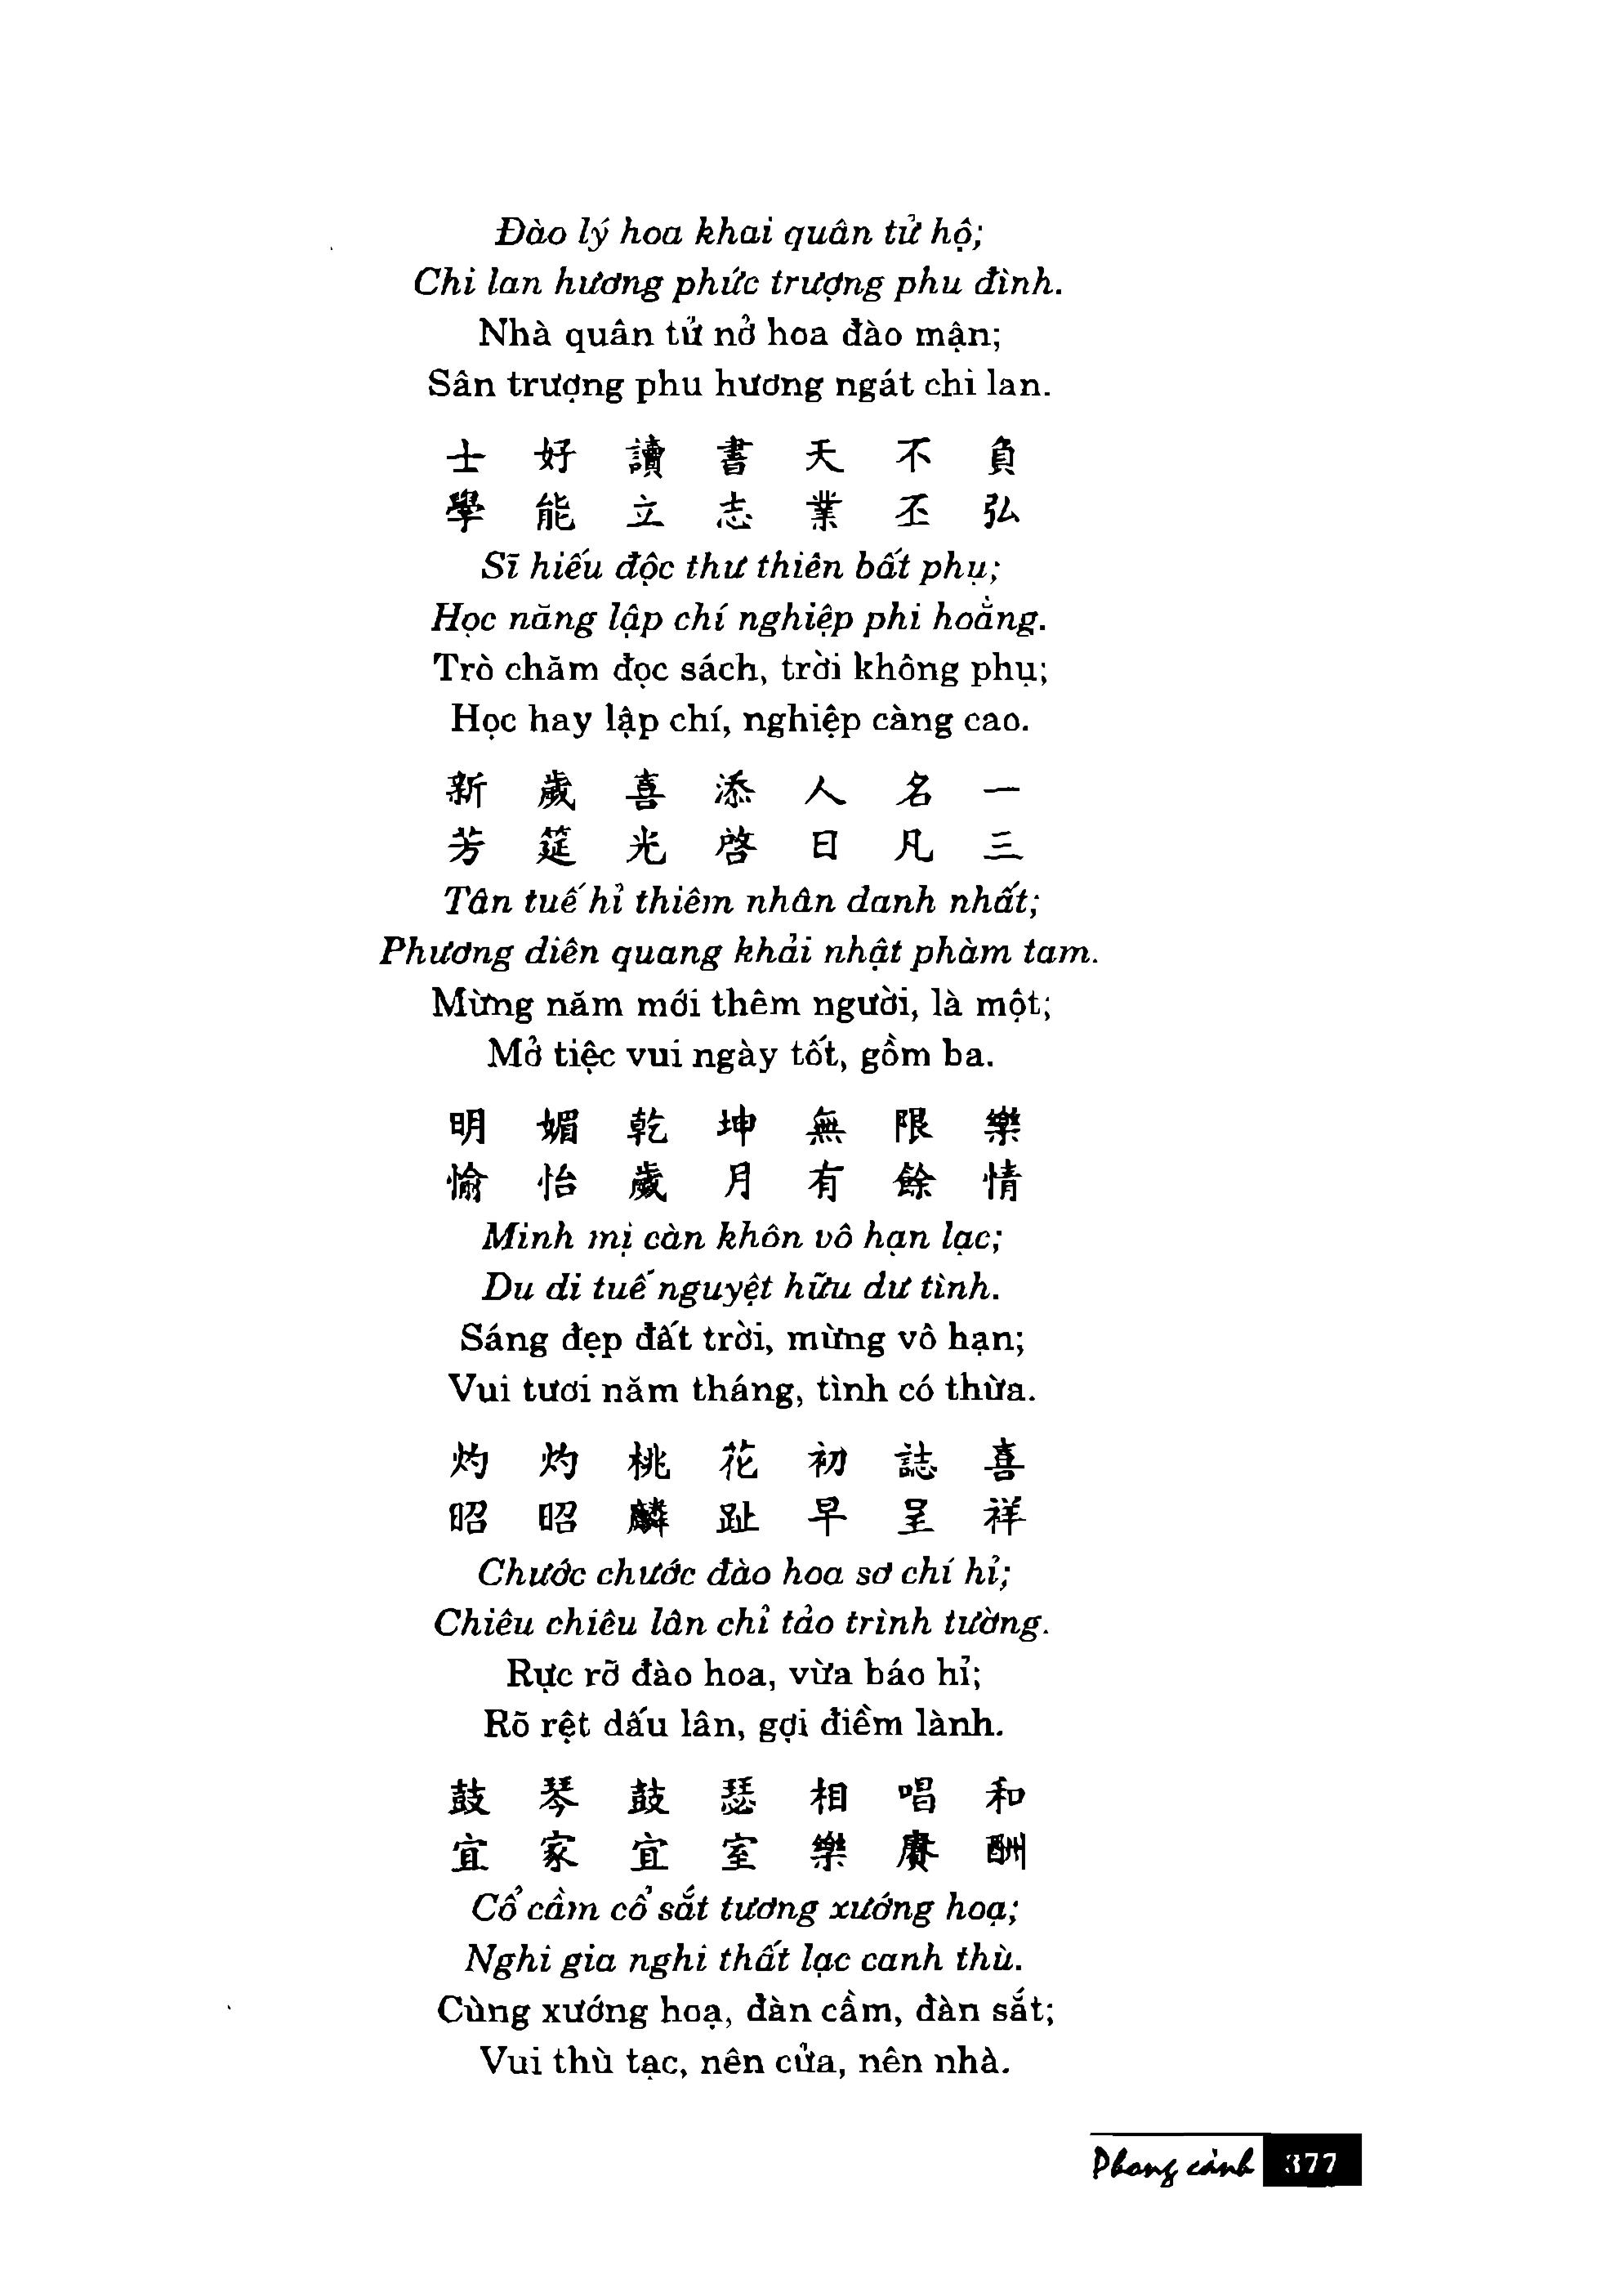 Đào lý hoa khai quân tử hộ;
Chi lan hương phức trượng phu đình.
Nhà quân tử nở hoa đào mận;
Sân trượng phu hương ngát chi lan.
士 好 讀 書 天 不 負
學 能 立 志 業 丕 弘
Sĩ hiếu độc thư thiên bất phụ;
Học năng lập chí nghiệp phi hoằng.
Trò chăm đọc sách, trời không phụ;
Học hay lập chí, nghiệp càng cao.
新 歲 喜 添 人 名 一
芳 筵 光 啓 日 凡 三
Tân tuế hỉ thiêm nhân danh nhất;
Phương diên quang khải nhật phàm tam.
Mừng năm mới thêm người, là một;
Mở tiệc vui ngày tốt, gồm ba.
明 媚 乾 坤 無 限 樂
愉 怡 歲 月 有 餘 情
Minh mị càn khôn vô hạn lạc;
Du di tuế nguyệt hữu dư tình.
Sáng đẹp đất trời, mừng vô hạn;
Vui tươi năm tháng, tình có thừa.
灼 灼 桃 花 初 誌 喜
昭 昭 麟 趾 早 呈 祥
Chước chước đào hoa sơ chí hỉ;
Chiêu chiêu lân chỉ tảo trình tường.
Rực rỡ đào hoa, vừa báo hỉ;
Rõ rệt dấu lân, gợi điềm lành.
鼓 琴 鼓 瑟 相 唱 和
宜 家 宜 室 樂 賡 酬
Cổ cầm cổ sắt tương xướng hoạ;
Nghi gia nghi thất lạc canh thù.
Cùng xướng hoạ, đàn cầm, đàn sắt;
Vui thù tạc, nên cửa, nên nhà.
Phong cảnh 377